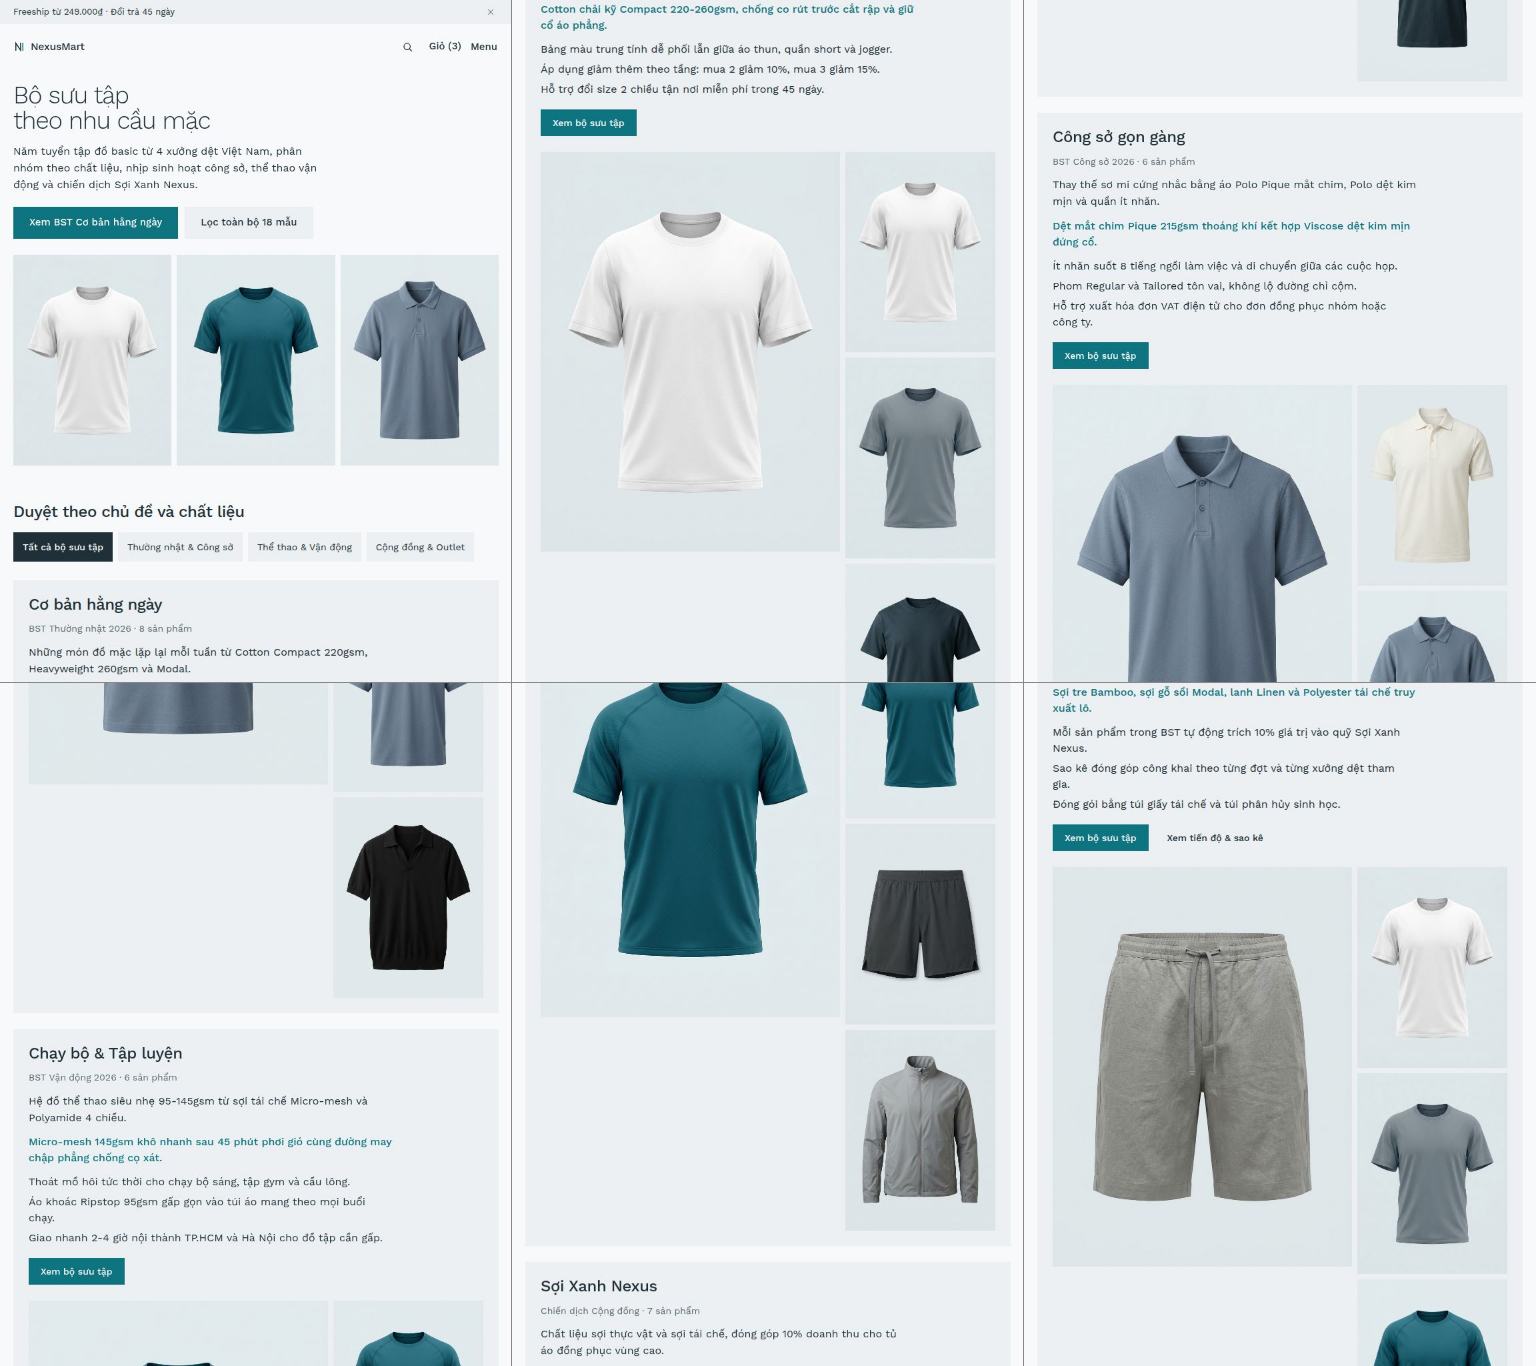 Freeship từ 249.000₫ · Đổi trả 45 ngày
NexusMart
Giỏ (3) Menu
Bộ sưu tập
theo nhu cầu mặc
Năm tuyển tập đồ basic từ 4 xưởng dệt Việt Nam, phân
nhóm theo chất liệu, nhịp sinh hoạt công sở, thể thao vận
động và chiến dịch Sợi Xanh Nexus.
Xem BST Cơ bản hằng ngày
Lọc toàn bộ 18 mẫu
Duyệt theo chủ đề và chất liệu
Tất cả bộ sưu tập
Thường nhật & Công sở
Thể thao & Vận động
Cộng đồng & Outlet
Cơ bản hằng ngày
BST Thường nhật 2026 · 8 sản phẩm
Những món đồ mặc lặp lại mỗi tuần từ Cotton Compact 220gsm,
Heavyweight 260gsm và Modal.
Cotton chải kỹ Compact 220-260gsm, chống co rút trước cắt rập và giữ
cổ áo phẳng.
Bảng màu trung tính dễ phối lẫn giữa áo thun, quần short và jogger.
Áp dụng giảm thêm theo tầng: mua 2 giảm 10%, mua 3 giảm 15%.
Hỗ trợ đổi size 2 chiều tận nơi miễn phí trong 45 ngày.
Xem bộ sưu tập
Công sở gọn gàng
BST Công sở 2026 · 6 sản phẩm
Thay thế sơ mi cứng nhắc bằng áo Polo Pique mắt chim, Polo dệt kim
mịn và quần ít nhăn.
Dệt mắt chim Pique 215gsm thoáng khí kết hợp Viscose dệt kim mịn
đứng cổ.
Ít nhăn suốt 8 tiếng ngồi làm việc và di chuyển giữa các cuộc họp.
Phom Regular và Tailored tôn vai, không lộ đường chỉ cộm.
Hỗ trợ xuất hóa đơn VAT điện tử cho đơn đồng phục nhóm hoặc
công ty.
Xem bộ sưu tập
Chạy bộ & Tập luyện
BST Vận động 2026 · 6 sản phẩm
Hệ đồ thể thao siêu nhẹ 95-145gsm từ sợi tái chế Micro-mesh và
Polyamide 4 chiều.
Micro-mesh 145gsm khô nhanh sau 45 phút phơi gió cùng đường may
chập phẳng chống cọ xát.
Thoát mồ hôi tức thời cho chạy bộ sáng, tập gym và cầu lông.
Áo khoác Ripstop 95gsm gấp gọn vào túi áo mang theo mọi buổi
chạy.
Giao nhanh 2-4 giờ nội thành TP.HCM và Hà Nội cho đồ tập cần gấp.
Xem bộ sưu tập
Sợi Xanh Nexus
Chiến dịch Cộng đồng · 7 sản phẩm
Chất liệu sợi thực vật và sợi tái chế, đóng góp 10% doanh thu cho tủ
áo đồng phục vùng cao.
Sợi tre Bamboo, sợi gỗ sồi Modal, lanh Linen và Polyester tái chế truy
xuất lô.
Mỗi sản phẩm trong BST tự động trích 10% giá trị vào quỹ Sợi Xanh
Nexus.
Sao kê đóng góp công khai theo từng đợt và từng xưởng dệt tham
gia.
Đóng gói bằng túi giấy tái chế và túi phân hủy sinh học.
Xem bộ sưu tập
Xem tiến độ & sao kê